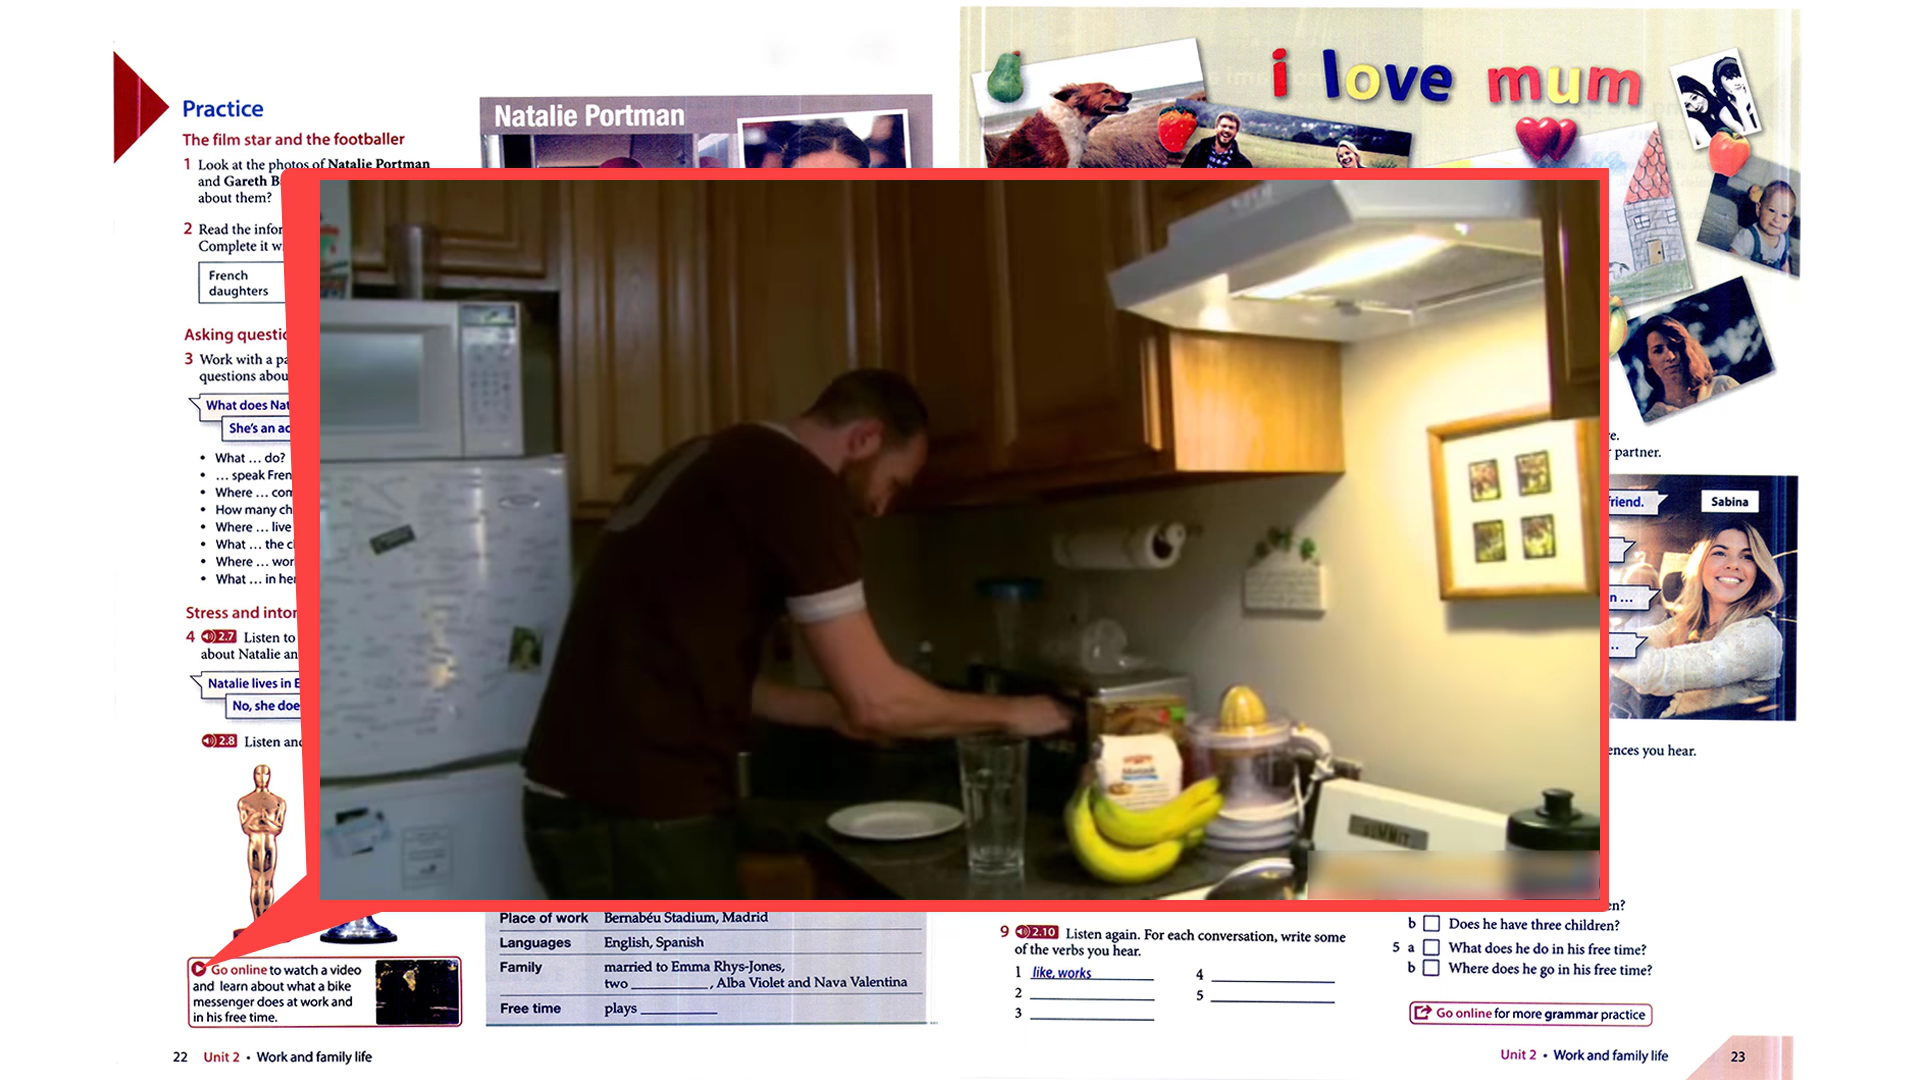 Practice
The film star and the footballer
1 Look at the photos of Natalie Portman
and Gareth B
about them?
2 Read the infor
Complete it w
French
daughters
Asking questio
3 Work with a pa
questions abou
What does Nat
She's an ac
• What … do?
• … speak Fren
• Where … com
• How many ch
• Where … live
• What … the ci
• Where … wor
• What … in her
Stress and inton
4 2.7 Listen to
about Natalie an
Natalie lives in E
No, she doe
2.8 Listen and
Go online to watch a video
and learn about what a bike
messenger does at work and
in his free time.
22 Unit 2 • Work and family life
Natalie Portman
Place of work Bernabéu Stadium, Madrid
Languages English, Spanish
Family married to Emma Rhys-Jones,
two ________, Alba Violet and Nava Valentina
Free time plays ________
i love mum
SUMMIT
re.
partner.
friend.
Sabina
n …
…
ences you hear.
9 2.10 Listen again. For each conversation, write some
of the verbs you hear.
1 like, works
2
3
4
5
en?
b Does he have three children?
5 a What does he do in his free time?
b Where does he go in his free time?
Go online for more grammar practice
Unit 2 • Work and family life 23